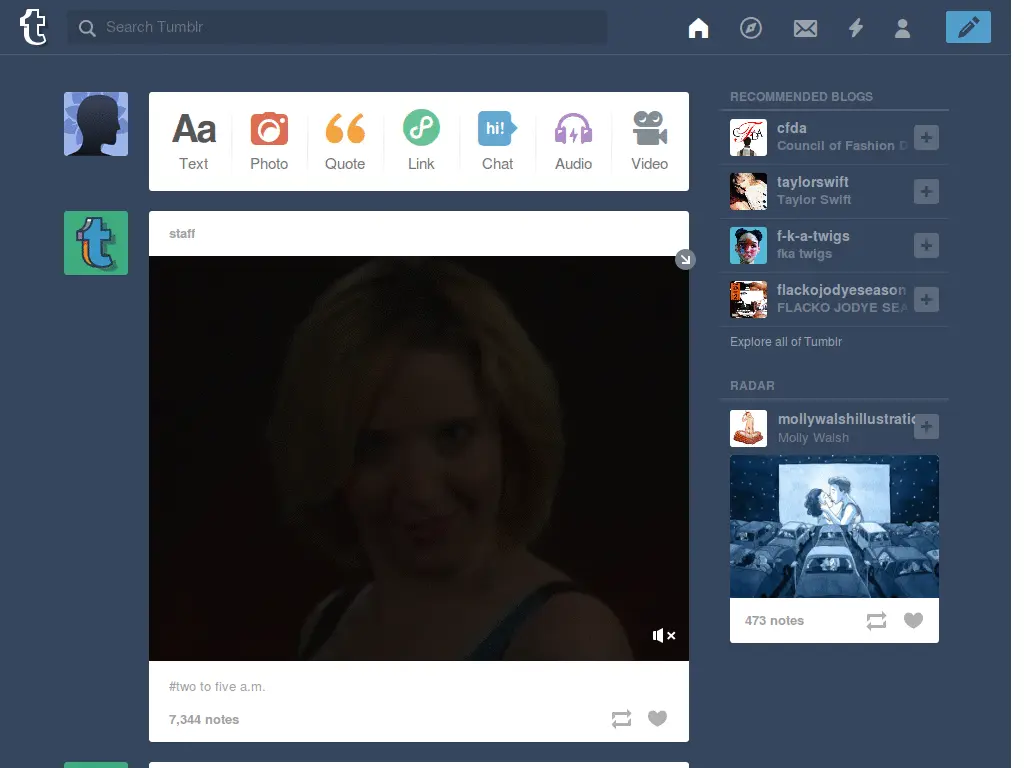 Search Tumblr
Aa
hi!
Text
Photo
Quote
Link
Chat
Audio
Video
staff
#two to five a.m.
7,344 notes
RECOMMENDED BLOGS
cfda
Council of Fashion D
taylorswift
Taylor Swift
f-k-a-twigs
fka twigs
flackojodyeseason
FLACKO JODYE SEA
Explore all of Tumblr
RADAR
mollywalshillustratic
Molly Walsh
473 notes